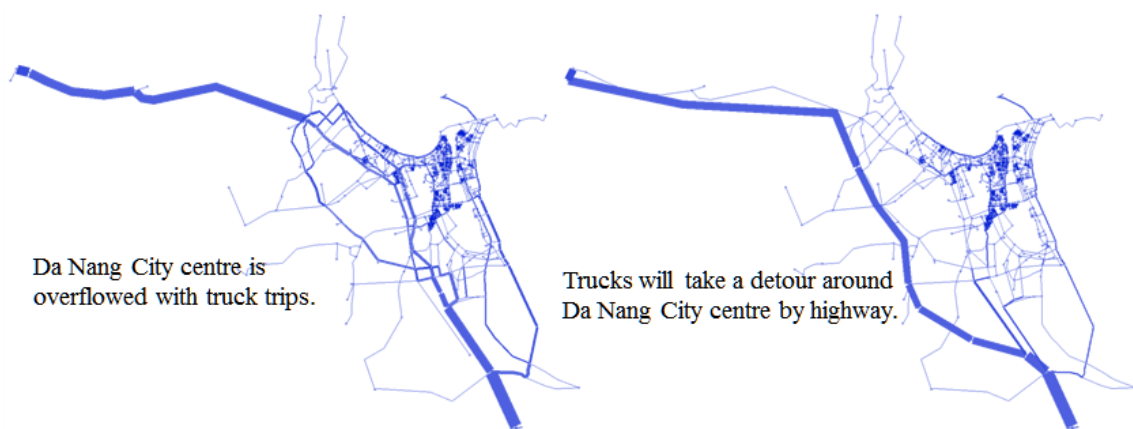 Da Nang City centre is
overflowed with truck trips.
Trucks will take a detour around
Da Nang City centre by highway.